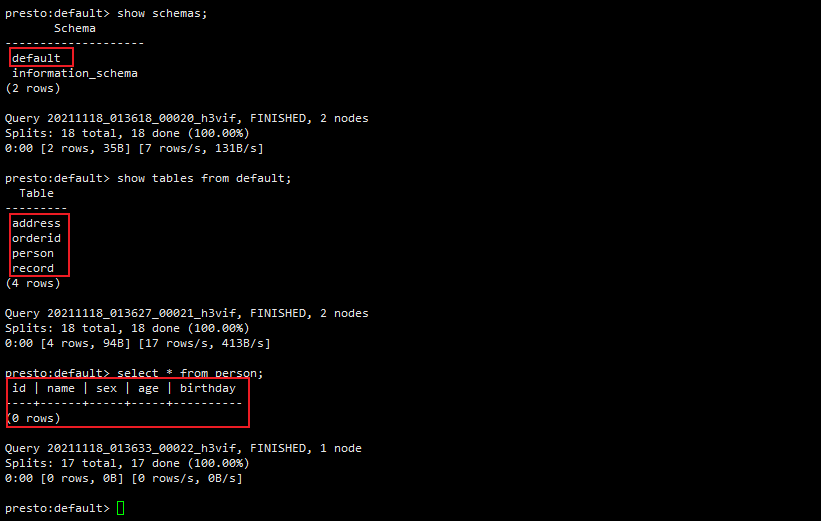 presto:default> show schemas;
       Schema
--------------------
 default
 information_schema
(2 rows)

Query 20211118_013618_00020_h3vif, FINISHED, 2 nodes
Splits: 18 total, 18 done (100.00%)
0:00 [2 rows, 35B] [7 rows/s, 131B/s]

presto:default> show tables from default;
  Table
---------
 address
 orderid
 person
 record
(4 rows)

Query 20211118_013627_00021_h3vif, FINISHED, 2 nodes
Splits: 18 total, 18 done (100.00%)
0:00 [4 rows, 94B] [17 rows/s, 413B/s]

presto:default> select * from person;
 id | name | sex | age | birthday
----+------+-----+-----+----------
(0 rows)

Query 20211118_013633_00022_h3vif, FINISHED, 1 node
Splits: 17 total, 17 done (100.00%)
0:00 [0 rows, 0B] [0 rows/s, 0B/s]

presto:default>